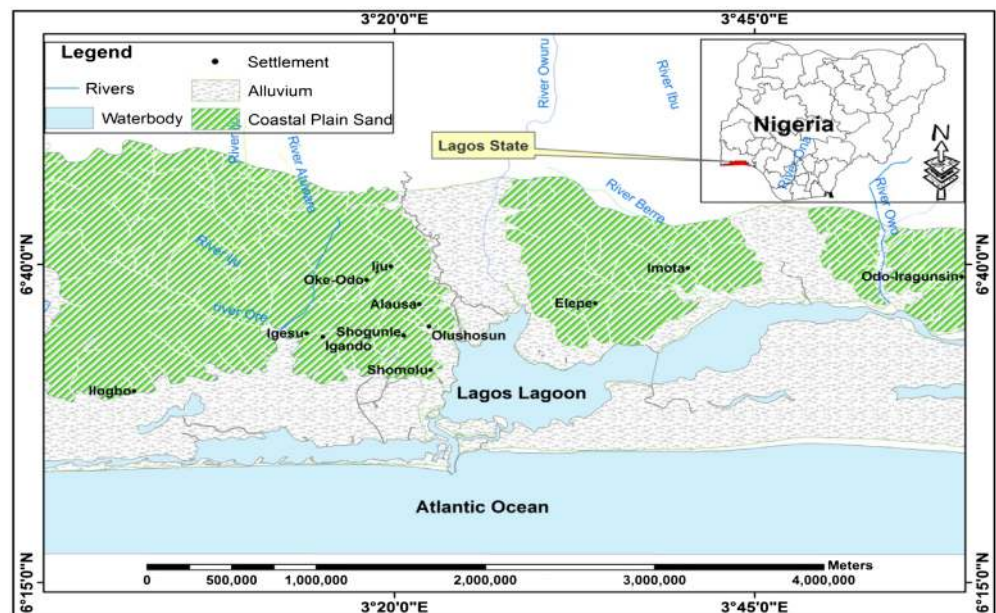 3°20'0"E
3°45'0"E
Legend
Settlement
Rivers
Alluvium
Waterbody
Coastal Plain Sand
River Owuru
River Ibu
Nigeria
River Ona
N
Lagos State
River Berre
River Owa
River Iju
6°40'0"N
6°40'0"N
Iju
Oke-Odo
Imota
Odo-Iragunsin
Alausa
Elepe
Igesu
Shogunle
Olushosun
Igando
Shomolu
Ilogbo
Lagos Lagoon
Atlantic Ocean
Meters
0
500,000
1,000,000
2,000,000
3,000,000
4,000,000
6°15'0"N
6°15'0"N
3°20'0"E
3°45'0"E